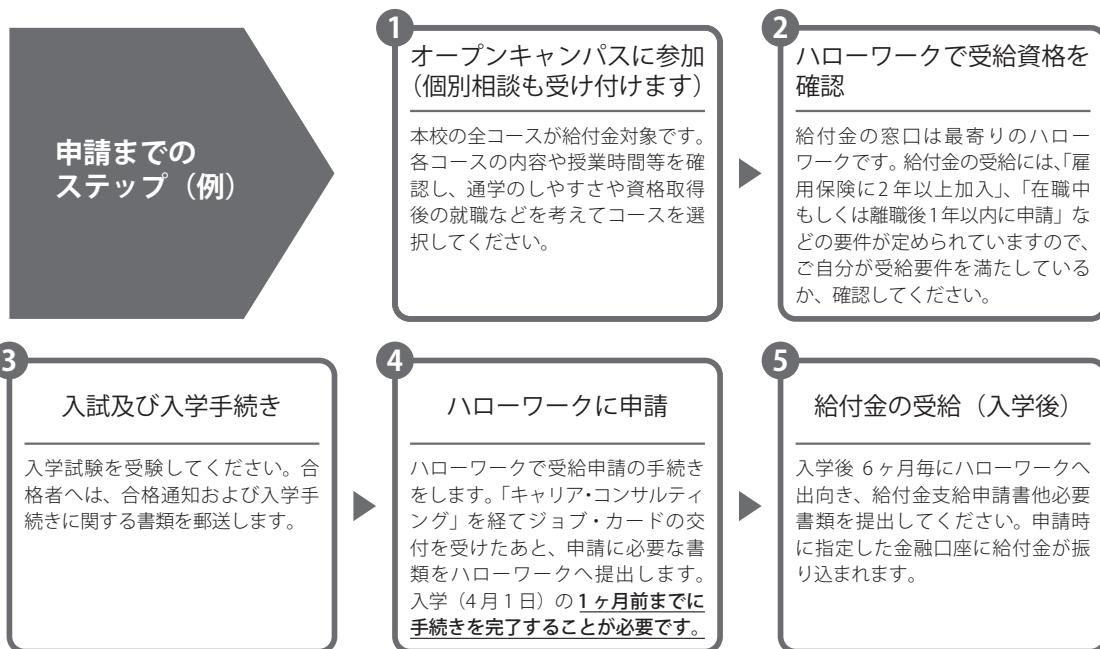 申請までの
ステップ（例）
1
オープンキャンパスに参加
（個別相談も受け付けます）
本校の全コースが給付金対象です。
各コースの内容や授業時間等を確
認し、通学のしやすさや資格取得
後の就職などを考えてコースを選
択してください。
2
ハローワークで受給資格を
確認
給付金の窓口は最寄りのハロー
ワークです。給付金の受給には、「雇
用保険に2年以上加入」、「在職中
もしくは離職後1年以内に申請」な
どの要件が定められていますので、
ご自分が受給要件を満たしている
か、確認してください。
3
入試及び入学手続き
入学試験を受験してください。合
格者へは、合格通知および入学手
続きに関する書類を郵送します。
4
ハローワークに申請
ハローワークで受給申請の手続き
をします。「キャリア・コンサルティ
ング」を経てジョブ・カードの交
付を受けたあと、申請に必要な書
類をハローワークへ提出します。
入学（4月1日）の1ヶ月前までに
手続きを完了することが必要です。
5
給付金の受給（入学後）
入学後 6ヶ月毎にハローワークへ
出向き、給付金支給申請書他必要
書類を提出してください。申請時
に指定した金融口座に給付金が振
り込まれます。